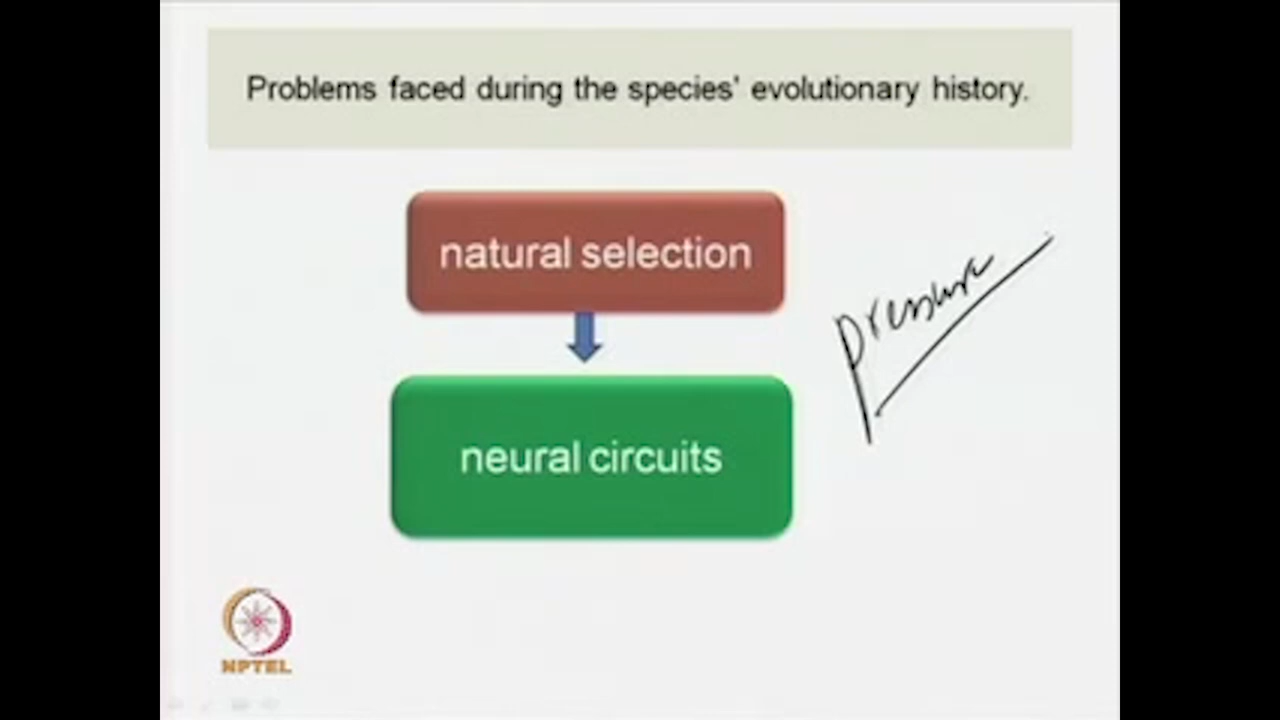 Problems faced during the species' evolutionary history.
natural selection
pressure
neural circuits
NPTEL